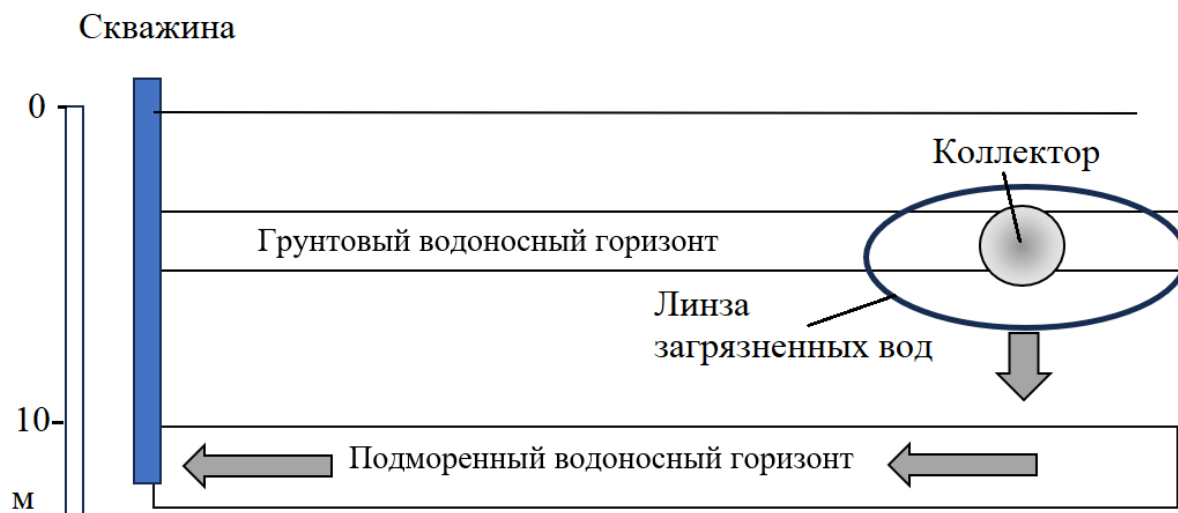 Скважина
0
Коллектор
Грунтовый водоносный горизонт
Линза
загрязненных вод
10
Подморенный водоносный горизонт
м